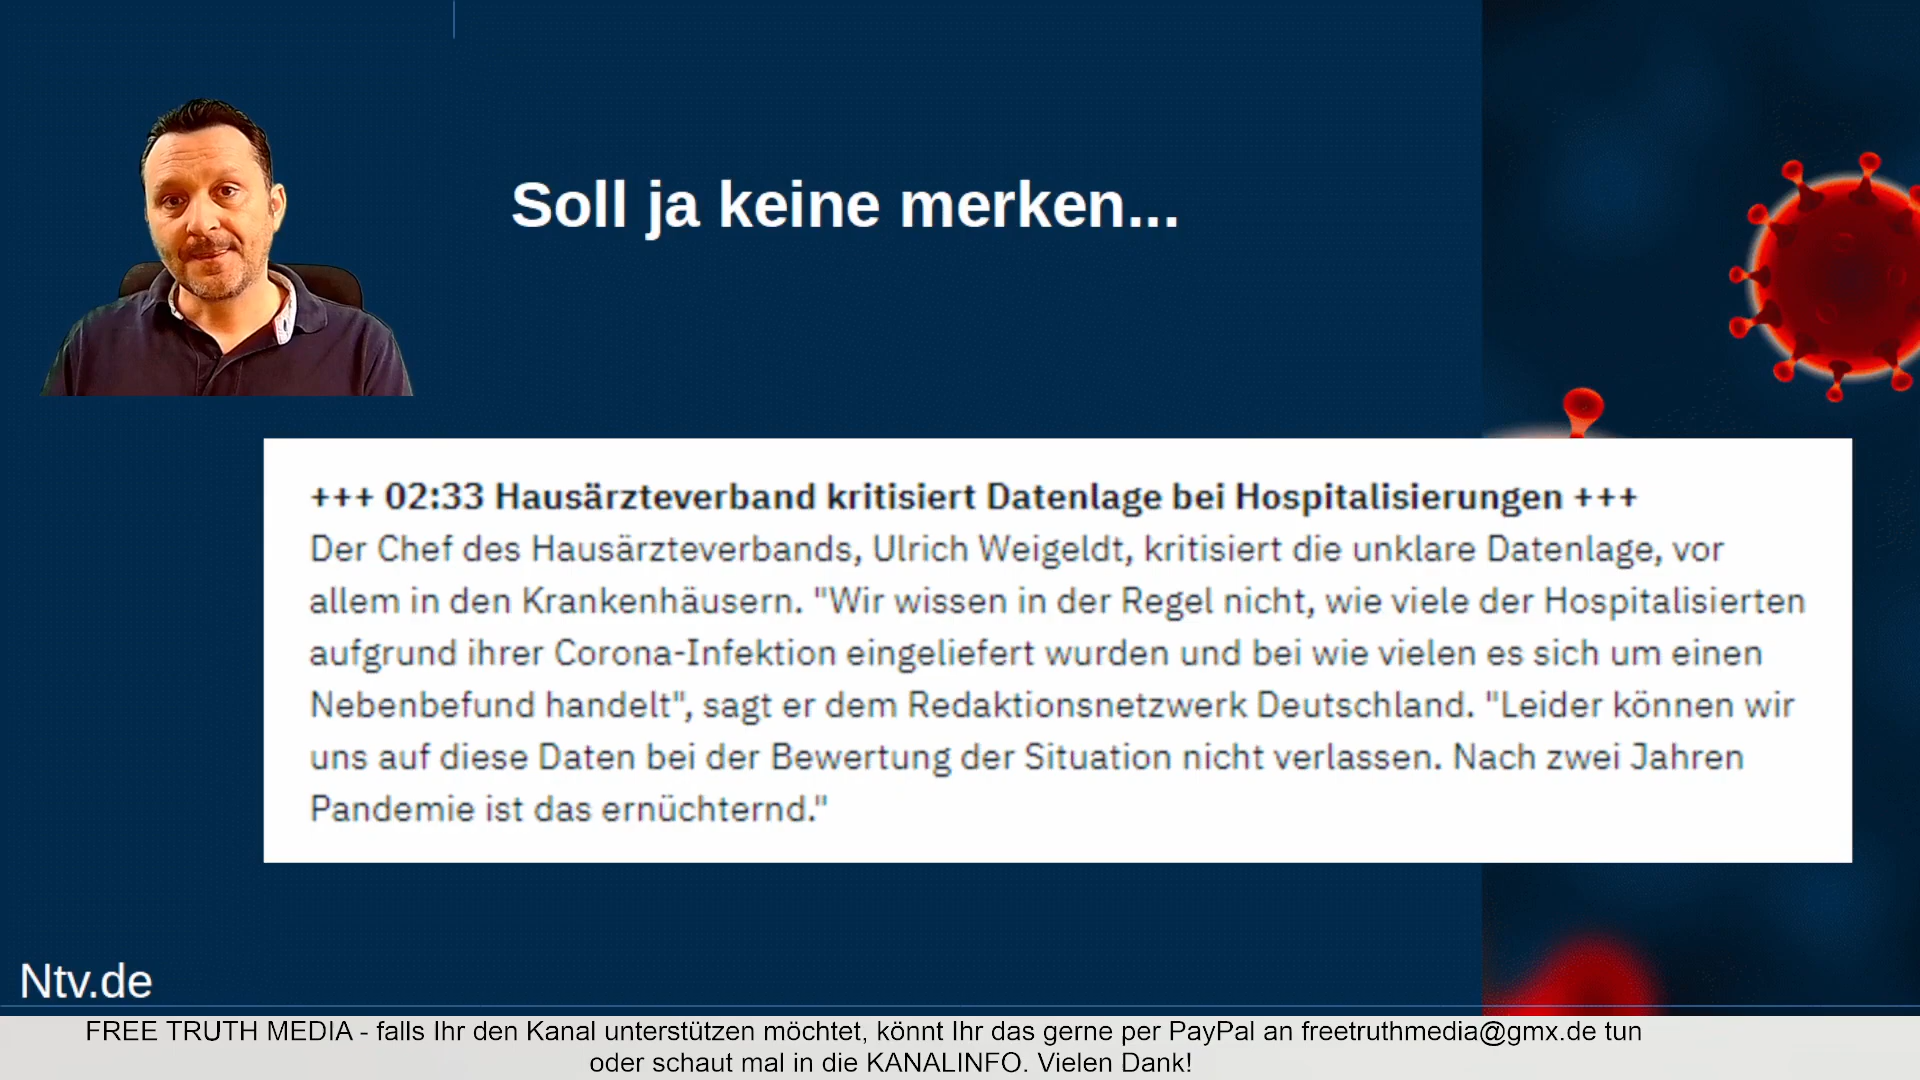 Soll ja keine merken...
+++ 02:33 Hausärzteverband kritisiert Datenlage bei Hospitalisierungen +++
Der Chef des Hausärzteverbands, Ulrich Weigeldt, kritisiert die unklare Datenlage, vor
allem in den Krankenhäusern. "Wir wissen in der Regel nicht, wie viele der Hospitalisierten
aufgrund ihrer Corona-Infektion eingeliefert wurden und bei wie vielen es sich um einen
Nebenbefund handelt", sagt er dem Redaktionsnetzwerk Deutschland. "Leider können wir
uns auf diese Daten bei der Bewertung der Situation nicht verlassen. Nach zwei Jahren
Pandemie ist das ernüchternd."
Ntv.de
FREE TRUTH MEDIA - falls Ihr den Kanal unterstützen möchtet, könnt Ihr das gerne per PayPal an freetruthmedia@gmx.de tun
oder schaut mal in die KANALINFO. Vielen Dank!